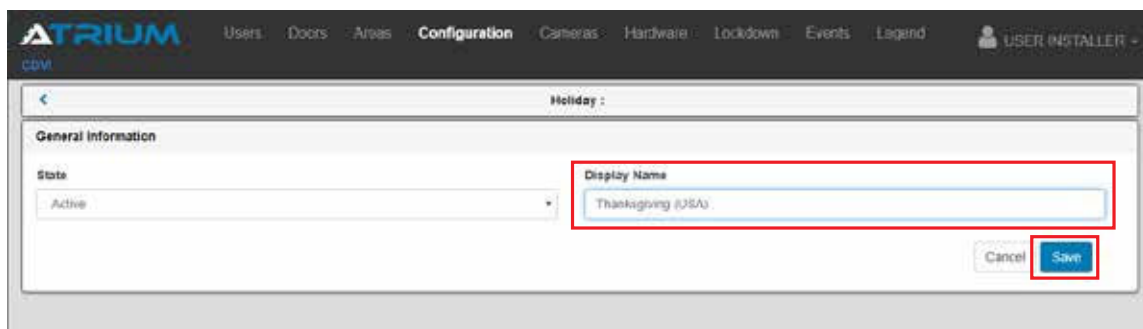 ATRIUM Users Doors Areas Configuration Cameras Hardware Lockdown Events Legend USER INSTALLER
CDVI
Holiday :
General Information
State Display Name
Active Thanksgiving (USA)
Cancel Save